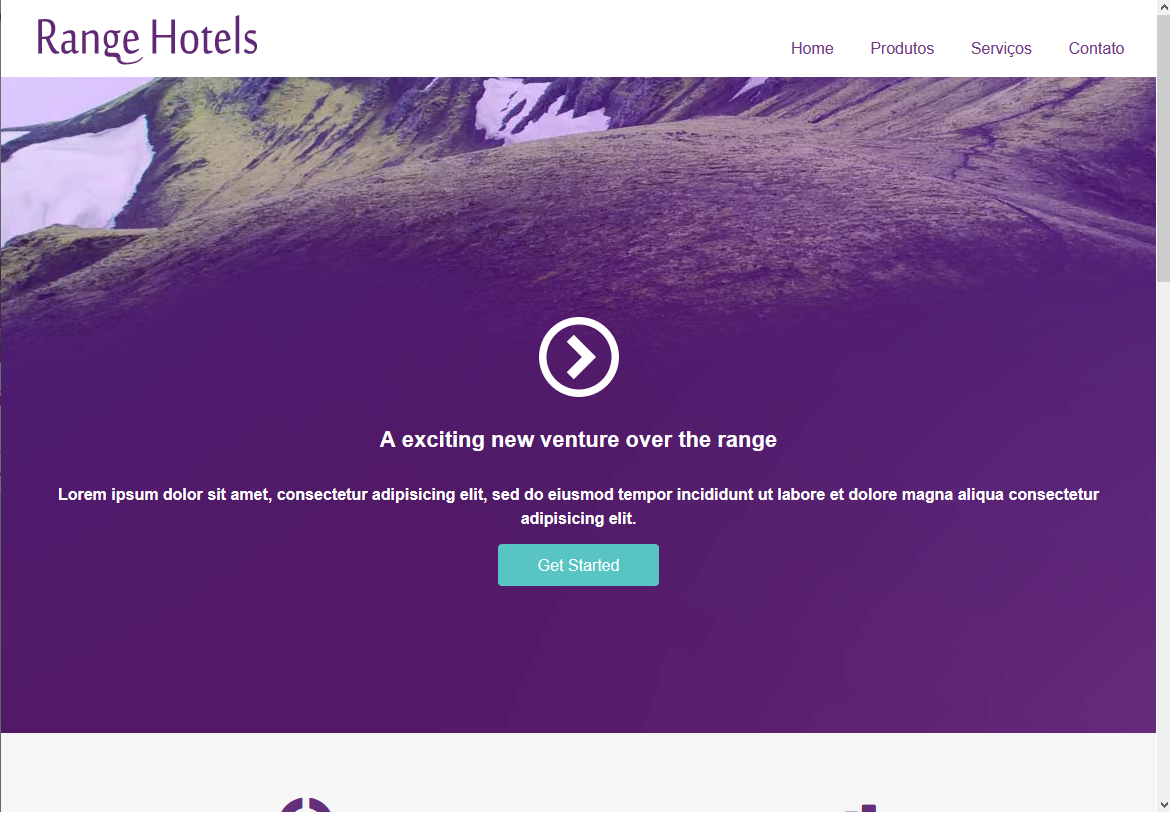 Range Hotels
Home Produtos Serviços Contato
A exciting new venture over the range
Lorem ipsum dolor sit amet, consectetur adipisicing elit, sed do eiusmod tempor incididunt ut labore et dolore magna aliqua consectetur
adipisicing elit.
Get Started